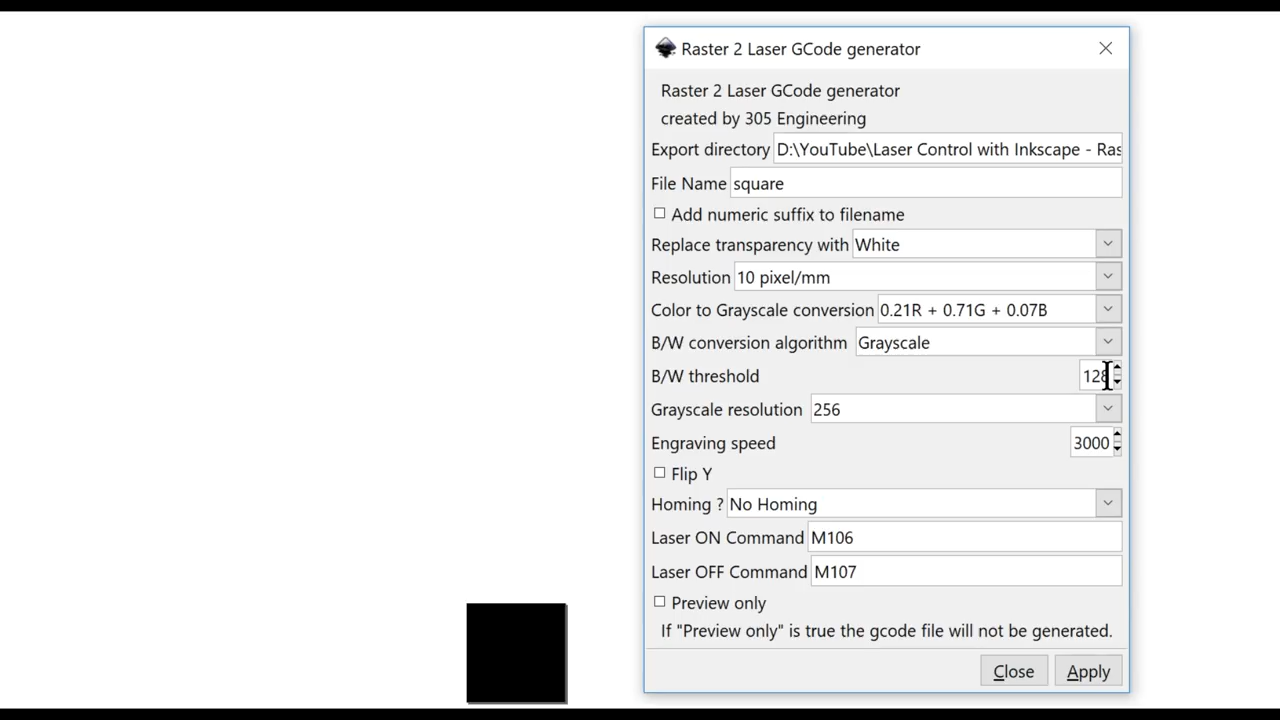 Raster 2 Laser GCode generator
Raster 2 Laser GCode generator
created by 305 Engineering
Export directory D:\YouTube\Laser Control with Inkscape - Ras
File Name square
Add numeric suffix to filename
Replace transparency with White
Resolution 10 pixel/mm
Color to Grayscale conversion 0.21R + 0.71G + 0.07B
B/W conversion algorithm Grayscale
B/W threshold 128
Grayscale resolution 256
Engraving speed 3000
Flip Y
Homing ? No Homing
Laser ON Command M106
Laser OFF Command M107
Preview only
If "Preview only" is true the gcode file will not be generated.
Close Apply